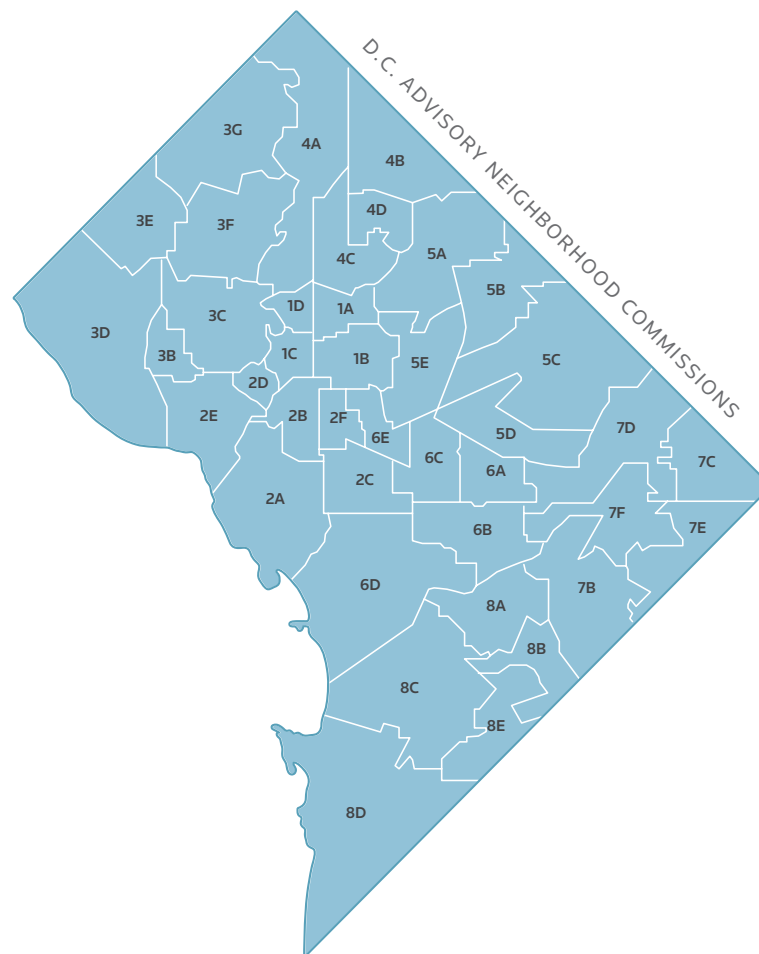 D.C. ADVISORY NEIGHBORHOOD COMMISSIONS
3G
4A
4B
3E
3F
4D
4C
5A
5B
3D
3C
1D
1A
3B
1C
1B
5E
5C
2D
2E
2B
2F
6E
5D
7D
6C
6A
7C
2C
2A
6B
7F
7E
6D
8A
7B
8B
8C
8E
8D